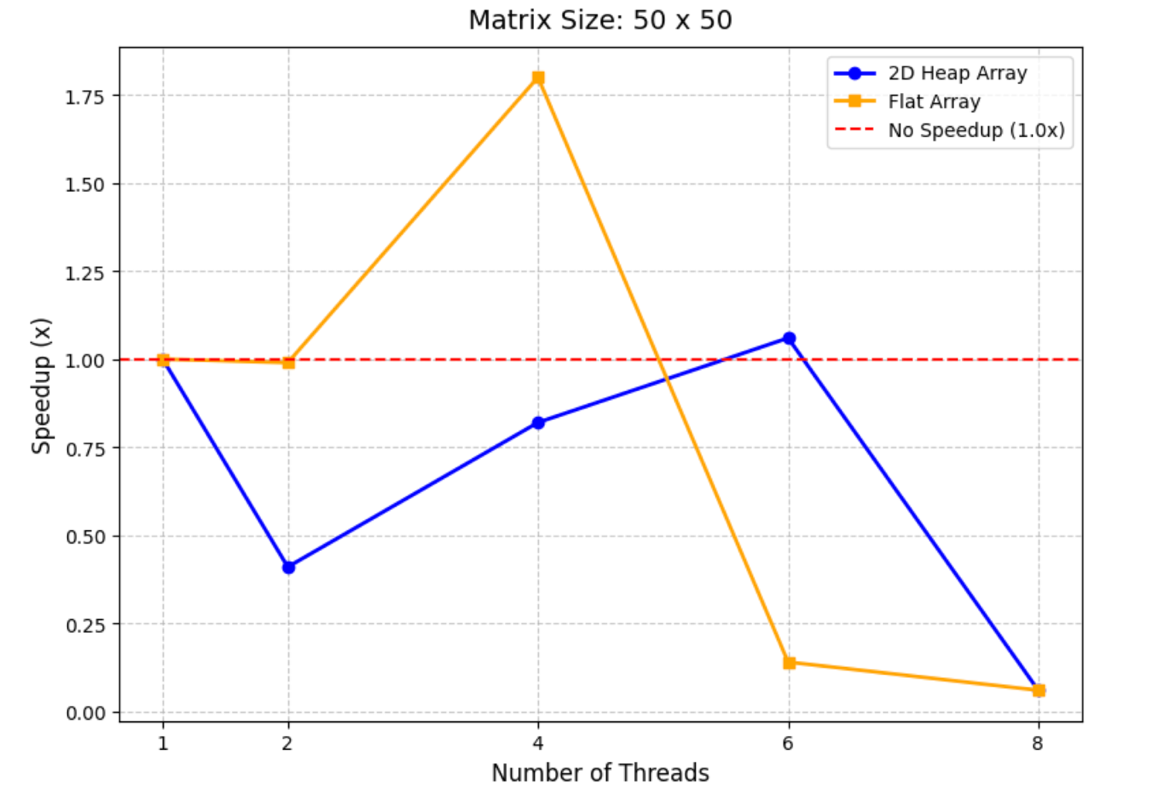 Matrix Size: 50 x 50
2D Heap Array
Flat Array
No Speedup (1.0x)
Speedup (x)
1.75
1.50
1.25
1.00
0.75
0.50
0.25
0.00
1 2 4 6 8
Number of Threads